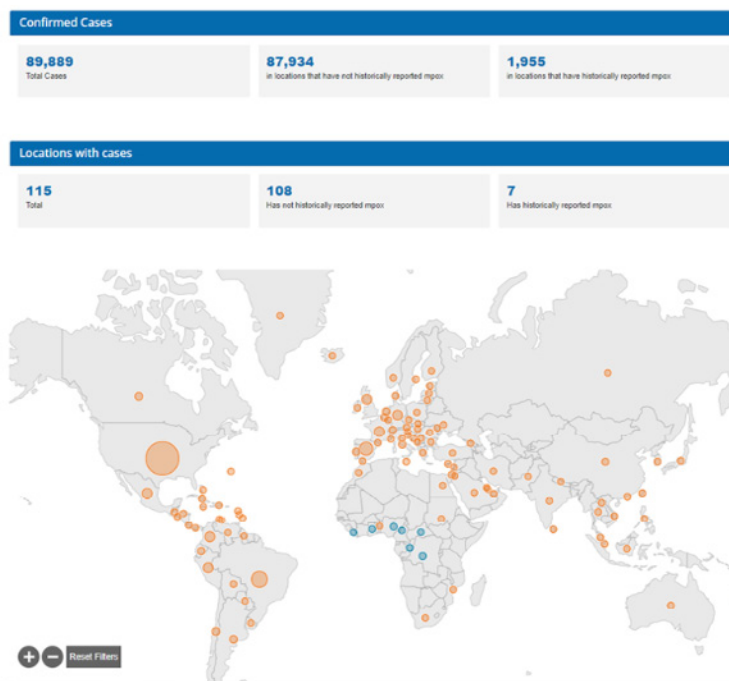 Confirmed Cases
89,889
Total Cases
87,934
in locations that have not historically reported mpox
1,955
in locations that have historically reported mpox
Locations with cases
115
Total
108
Has not historically reported mpox
7
Has historically reported mpox
Reset Filters